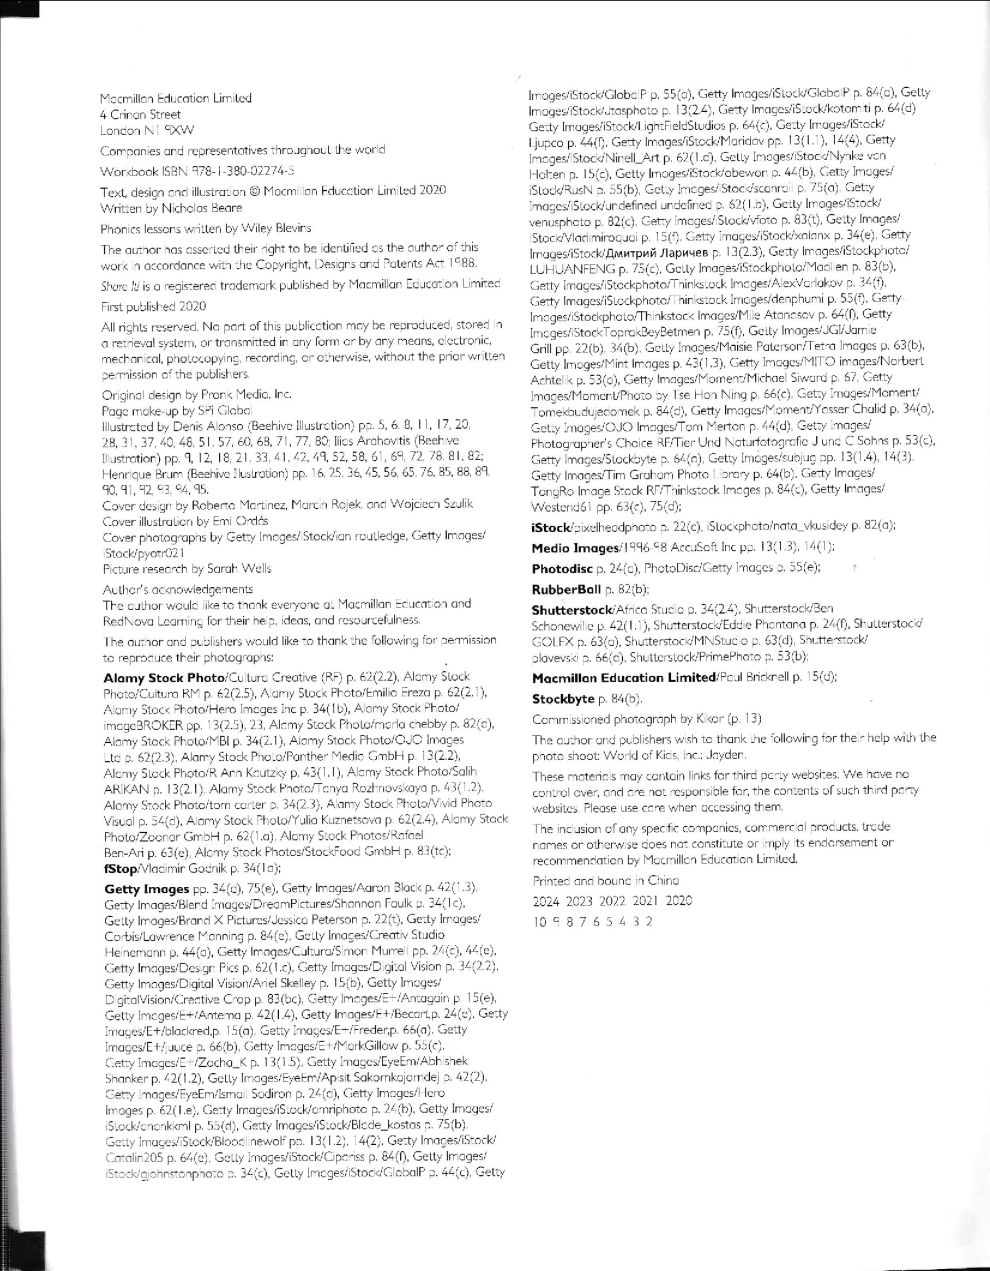 Macmillan Education Limited
4 Crinan Street
London N1 9XW
Companies and representatives throughout the world
Workbook ISBN 978-1-380-02274-5
Text, design and illustration © Macmillan Education Limited 2020
Written by Nicholas Beare
Phonics lessons written by Wiley Blevins
The author has asserted their right to be identified as the author of this
work in accordance with the Copyright, Designs and Patents Act 1988.
Share It! is a registered trademark published by Macmillan Education Limited
First published 2020
All rights reserved. No part of this publication may be reproduced, stored in
a retrieval system, or transmitted in any form or by any means, electronic,
mechanical, photocopying, recording, or otherwise, without the prior written
permission of the publishers.
Original design by Pronk Media, Inc.
Page make-up by SPi Global
Illustrated by Denis Alonso (Beehive Illustration) pp. 5, 6, 8, 11, 17, 20,
28, 31, 37, 40, 48, 51, 57, 60, 68, 71, 77, 80; Ilias Arahovitis (Beehive
Illustration) pp. 9, 12, 18, 21, 33, 41, 42, 49, 52, 58, 61, 69, 72, 78, 81, 82;
Henrique Brum (Beehive Illustration) pp. 16, 25, 36, 45, 56, 65, 76, 85, 88, 89,
90, 91, 92, 93, 94, 95.
Cover design by Roberto Martinez, Marcin Rojek, and Wojciech Szulik
Cover illustration by Emi Ordás
Cover photographs by Getty Images/iStock/ian routledge, Getty Images/
iStock/pyotr021
Picture research by Sarah Wells
Author's acknowledgements
The author would like to thank everyone at Macmillan Education and
RedNova Learning for their help, ideas, and resourcefulness.
The author and publishers would like to thank the following for permission
to reproduce their photographs:
Alamy Stock Photo/Cultura Creative (RF) p. 62(2.2), Alamy Stock
Photo/Cultura RM p. 62(2.5), Alamy Stock Photo/Emilio Ereza p. 62(2.1),
Alamy Stock Photo/Hero Images Inc p. 34(1b), Alamy Stock Photo/
imageBROKER pp. 13(2.5), 23, Alamy Stock Photo/marla chebby p. 82(a),
Alamy Stock Photo/MBI p. 34(2.1), Alamy Stock Photo/OJO Images
Ltd p. 62(2.3), Alamy Stock Photo/Panther Media GmbH p. 13(2.2),
Alamy Stock Photo/R Ann Kautzky p. 43(1.1), Alamy Stock Photo/Salih
ARIKAN p. 13(2.1), Alamy Stock Photo/Tanya Rozhnovskaya p. 43(1.2),
Alamy Stock Photo/tom carter p. 34(2.3), Alamy Stock Photo/Vivid Photo
Visual p. 54(d), Alamy Stock Photo/Yulia Kuznetsova p. 62(2.4), Alamy Stock
Photo/Zoonar GmbH p. 62(1.a), Alamy Stock Photos/Rafael
Ben-Ari p. 63(e), Alamy Stock Photos/StockFood GmbH p. 83(tc);
fStop/Vladimir Godnik p. 34(1a);
Getty Images pp. 34(d), 75(e), Getty Images/Aaron Black p. 42(1.3),
Getty Images/Blend Images/DreamPictures/Shannon Faulk p. 34(1c),
Getty Images/Brand X Pictures/Jessica Peterson p. 22(t), Getty Images/
Corbis/Lawrence Manning p. 84(e), Getty Images/Creativ Studio
Heinemann p. 44(a), Getty Images/Cultura/Simon Murrell pp. 24(c), 44(e),
Getty Images/Design Pics p. 62(1.c), Getty Images/Digital Vision p. 34(2.2),
Getty Images/Digital Vision/Ariel Skelley p. 15(b), Getty Images/
DigitalVision/Creative Crop p. 83(bc), Getty Images/E+/Antagain p. 15(e),
Getty Images/E+/Antema p. 42(1.4), Getty Images/E+/Becart,p. 24(e), Getty
Images/E+/blackred,p. 15(a), Getty Images/E+/Freder,p. 66(a), Getty
Images/E+/juuce p. 66(b), Getty Images/E+/MarkGillow p. 55(c),
Getty Images/E+/Zocha_K p. 13(1.5), Getty Images/EyeEm/Abhishek
Shanker p. 42(1.2), Getty Images/EyeEm/Apisit Sakornkajorndej p. 42(2),
Getty Images/EyeEm/Ismail Sadiron p. 24(d), Getty Images/Hero
Images p. 62(1.e), Getty Images/iStock/amriphoto p. 24(b), Getty Images/
iStock/anankkml p. 55(d), Getty Images/iStock/Blade_kostas p. 75(b),
Getty Images/iStock/Bloodlinewolf pp. 13(1.2), 14(2), Getty Images/iStock/
Catalin205 p. 64(e), Getty Images/iStock/Cipariss p. 84(f), Getty Images/
iStock/gjohnstonphoto p. 34(c), Getty Images/iStock/GlobalP p. 44(c), Getty
Images/iStock/GlobalP p. 55(a), Getty Images/iStock/GlobalP p. 84(a), Getty
Images/iStock/Jtasphoto p. 13(2.4), Getty Images/iStock/kotomiti p. 64(d)
Getty Images/iStock/LightFieldStudios p. 64(c), Getty Images/iStock/
Ljupco p. 44(f), Getty Images/iStock/Maridav pp. 13(1.1), 14(4), Getty
Images/iStock/Ninell_Art p. 62(1.d), Getty Images/iStock/Nynke van
Holten p. 15(c), Getty Images/iStock/obewon p. 44(b), Getty Images/
iStock/RusN p. 55(b), Getty Images/iStock/scanrail p. 75(a), Getty
Images/iStock/undefined undefined p. 62(1.b), Getty Images/iStock/
venusphoto p. 82(c), Getty Images/iStock/Vfoto p. 83(t), Getty Images/
iStock/Vladimiroquai p. 15(f), Getty Images/iStock/xalanx p. 34(e), Getty
Images/iStock/Дмитрий Ларичев p. 13(2.3), Getty Images/iStockphoto/
LUHUANFENG p. 75(c), Getty Images/iStockphoto/Madllen p. 83(b),
Getty Images/iStockphoto/Thinkstock Images/AlexVarlakov p. 34(f),
Getty Images/iStockphoto/Thinkstock Images/denphumi p. 55(f), Getty
Images/iStockphoto/Thinkstock Images/Mile Atanasov p. 64(f), Getty
Images/iStockToprakBeyBetmen p. 75(f), Getty Images/JGI/Jamie
Grill pp. 22(b), 34(b), Getty Images/Maisie Paterson/Tetra Images p. 63(b),
Getty Images/Mint Images p. 43(1.3), Getty Images/MITO images/Norbert
Achtelik p. 53(a), Getty Images/Moment/Michael Siward p. 67, Getty
Images/Moment/Photo by Tse Hon Ning p. 66(c), Getty Images/Moment/
Tomekbudujedomek p. 84(d), Getty Images/Moment/Yasser Chalid p. 34(a),
Getty Images/OJO Images/Tom Merton p. 44(d), Getty Images/
Photographer's Choice RF/Tier Und Naturfotografie J und C Sohns p. 53(c),
Getty Images/Stockbyte p. 64(a), Getty Images/subjug pp. 13(1.4), 14(3),
Getty Images/Tim Graham Photo Library p. 64(b), Getty Images/
TongRo Image Stock RF/Thinkstock Images p. 84(c), Getty Images/
Westend61 pp. 63(c), 75(d);
iStock/pixelheadphoto p. 22(c), iStockphoto/nata_vkusidey p. 82(a);
Medio Images/1996-98 AccuSoft Inc pp. 13(1.3), 14(1);
Photodisc p. 24(a), PhotoDisc/Getty Images p. 55(e);
RubberBall p. 82(b);
Shutterstock/Africa Studio p. 34(2.4), Shutterstock/Ben
Schonewille p. 42(1.1), Shutterstock/Eddie Phantana p. 24(f), Shutterstock/
GOLFX p. 63(a), Shutterstock/MNStudio p. 63(d), Shutterstock/
plavevski p. 66(d), Shutterstock/PrimePhoto p. 53(b);
Macmillan Education Limited/Paul Bricknell p. 15(d);
Stockbyte p. 84(b).
Commissioned photograph by Kikor (p. 13)
The author and publishers wish to thank the following for their help with the
photo shoot: World of Kids, Inc.; Jayden.
These materials may contain links for third party websites. We have no
control over, and are not responsible for, the contents of such third party
websites. Please use care when accessing them.
The inclusion of any specific companies, commercial products, trade
names or otherwise does not constitute or imply its endorsement or
recommendation by Macmillan Education Limited.
Printed and bound in China
2024 2023 2022 2021 2020
10 9 8 7 6 5 4 3 2